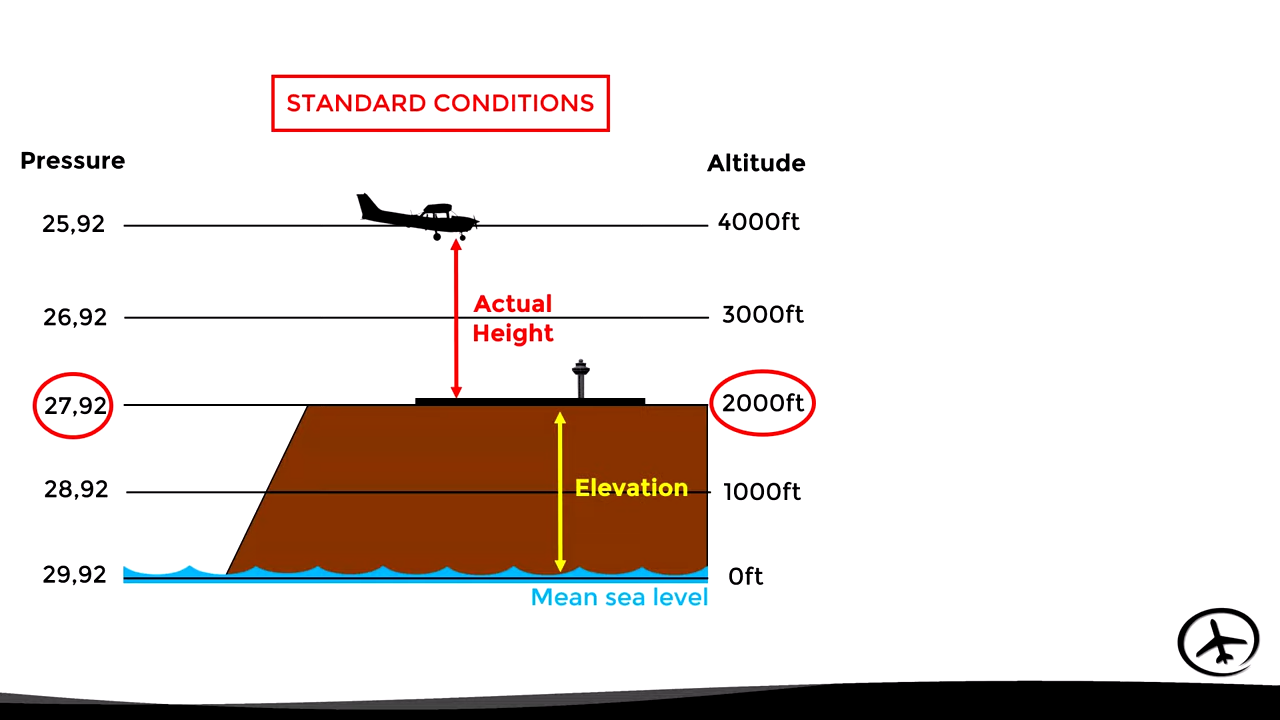 STANDARD CONDITIONS
Pressure
Altitude
25,92
4000ft
Actual
Height
26,92
3000ft
27,92
2000ft
Elevation
28,92
1000ft
29,92
0ft
Mean sea level